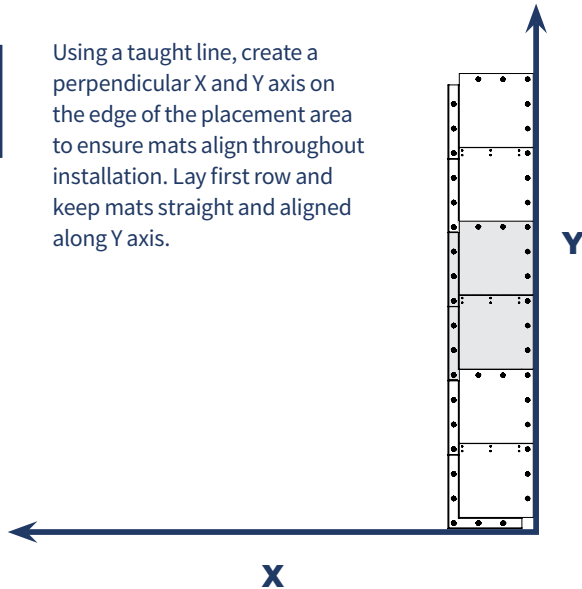 Using a taught line, create a
perpendicular X and Y axis on
the edge of the placement area
to ensure mats align throughout
installation. Lay first row and
keep mats straight and aligned
along Y axis.
Y
X